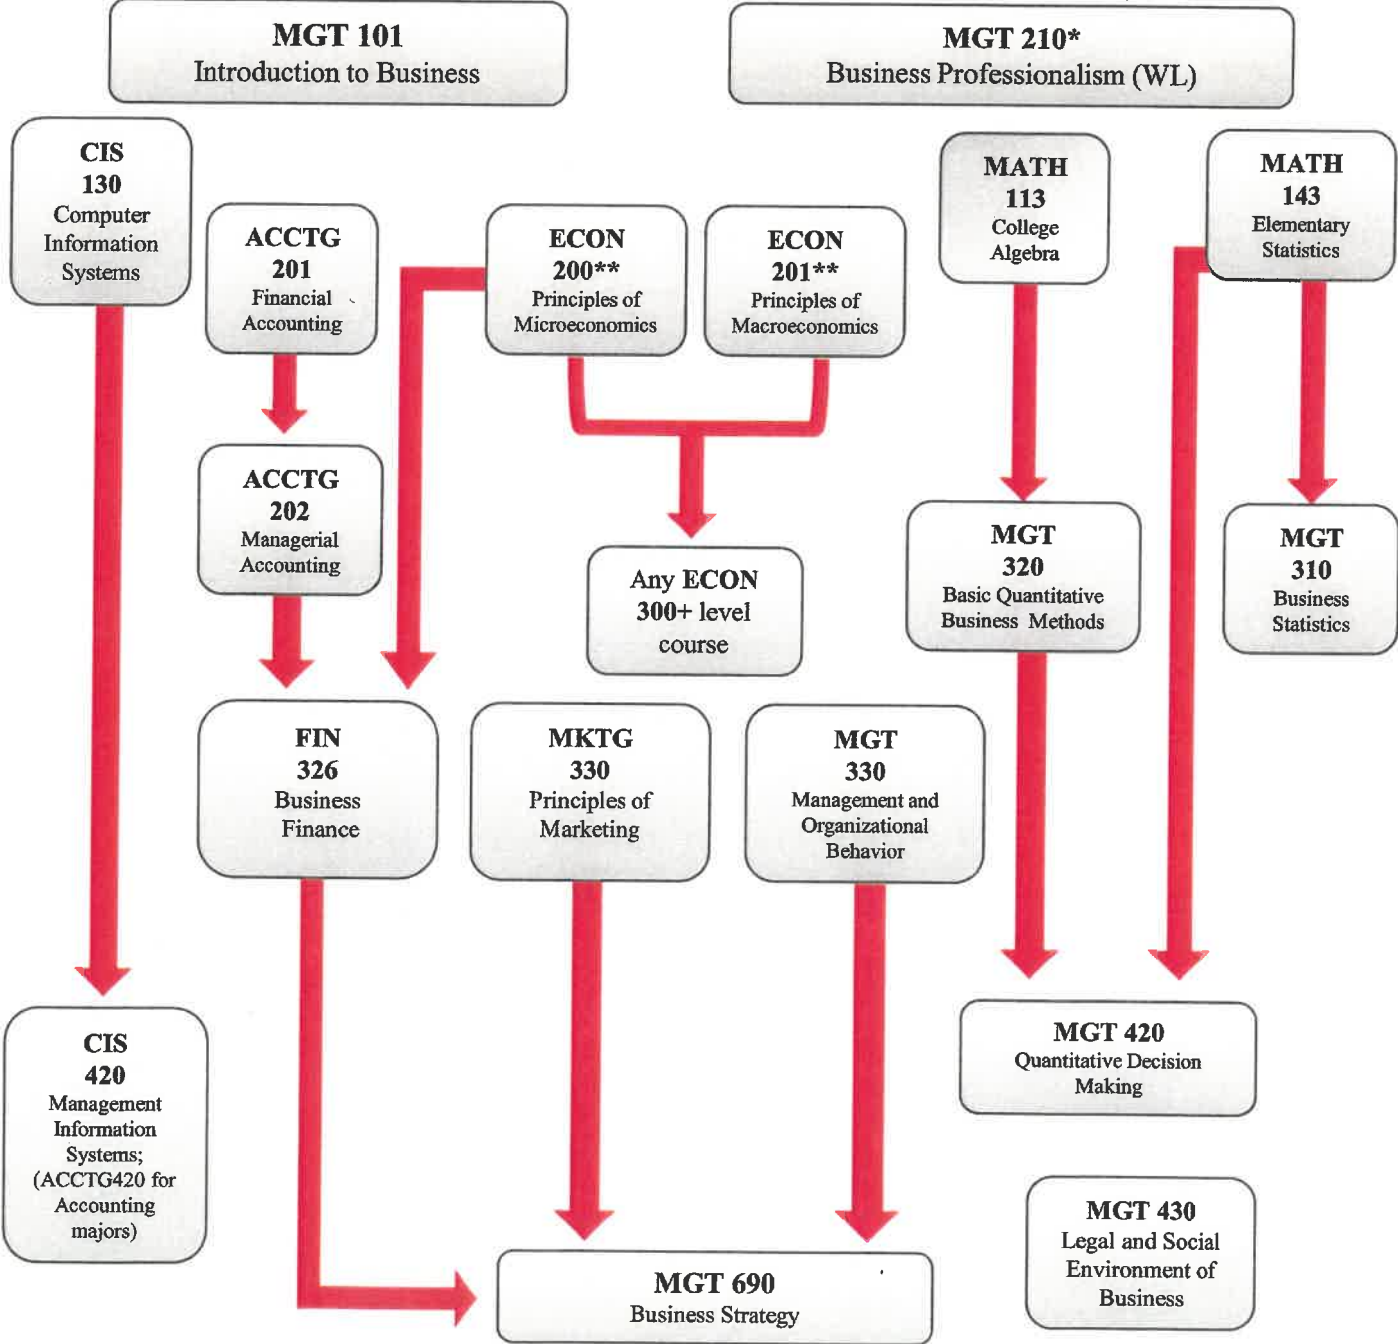 MGT 101
Introduction to Business
MGT 210*
Business Professionalism (WL)
CIS
130
Computer
Information
Systems
ACCTG
201
Financial
Accounting
ECON
200**
Principles of
Microeconomics
ECON
201**
Principles of
Macroeconomics
MATH
113
College
Algebra
MATH
143
Elementary
Statistics
ACCTG
202
Managerial
Accounting
Any ECON
300+ level
course
MGT
320
Basic Quantitative
Business Methods
MGT
310
Business
Statistics
FIN
326
Business
Finance
MKTG
330
Principles of
Marketing
MGT
330
Management and
Organizational
Behavior
CIS
420
Management
Information
Systems;
(ACCTG420 for
Accounting
majors)
MGT 420
Quantitative Decision
Making
MGT 430
Legal and Social
Environment of
Business
MGT 690
Business Strategy